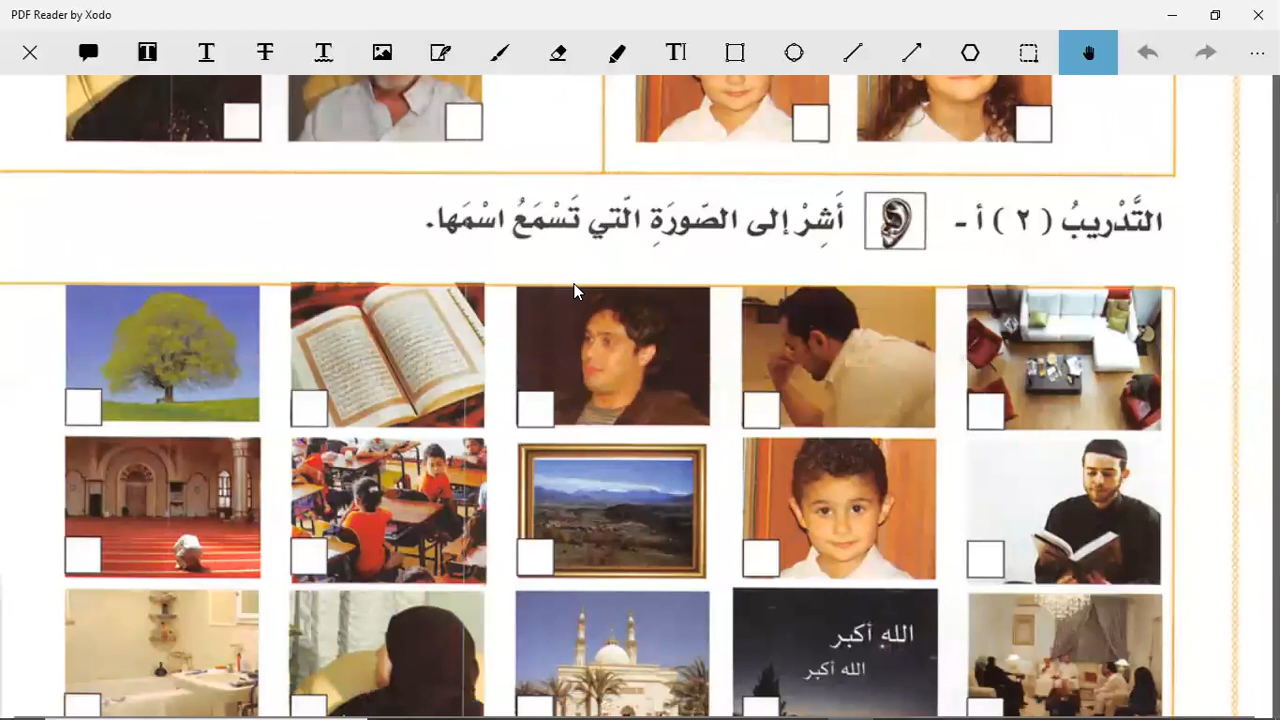 PDF Reader by Xodo
التَّدْريبُ ( ٢ ) أ - أَشِرْ إلى الصّورَةِ الّتي تَسْمَعُ اسْمَها.
الله أكبر
الله أكبر